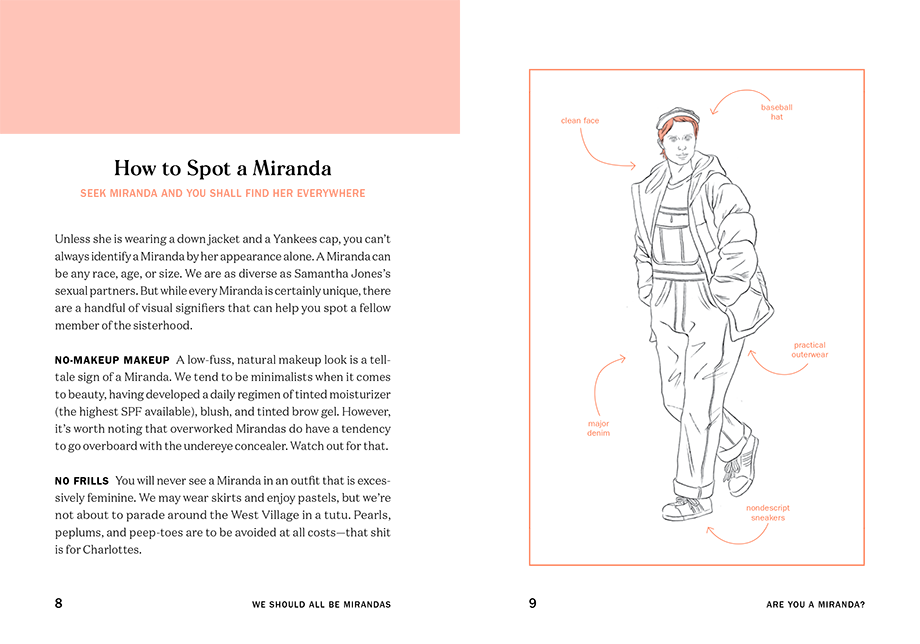 How to Spot a Miranda
SEEK MIRANDA AND YOU SHALL FIND HER EVERYWHERE
Unless she is wearing a down jacket and a Yankees cap, you can't
always identify a Miranda by her appearance alone. A Miranda can
be any race, age, or size. We are as diverse as Samantha Jones's
sexual partners. But while every Miranda is certainly unique, there
are a handful of visual signifiers that can help you spot a fellow
member of the sisterhood.
NO-MAKEUP MAKEUP A low-fuss, natural makeup look is a tell-
tale sign of a Miranda. We tend to be minimalists when it comes
to beauty, having developed a daily regimen of tinted moisturizer
(the highest SPF available), blush, and tinted brow gel. However,
it's worth noting that overworked Mirandas do have a tendency
to go overboard with the undereye concealer. Watch out for that.
NO FRILLS You will never see a Miranda in an outfit that is exces-
sively feminine. We may wear skirts and enjoy pastels, but we're
not about to parade around the West Village in a tutu. Pearls,
peplums, and peep-toes are to be avoided at all costs—that shit
is for Charlottes.
8
WE SHOULD ALL BE MIRANDAS
clean face
baseball
hat
practical
outerwear
major
denim
nondescript
sneakers
9
ARE YOU A MIRANDA?